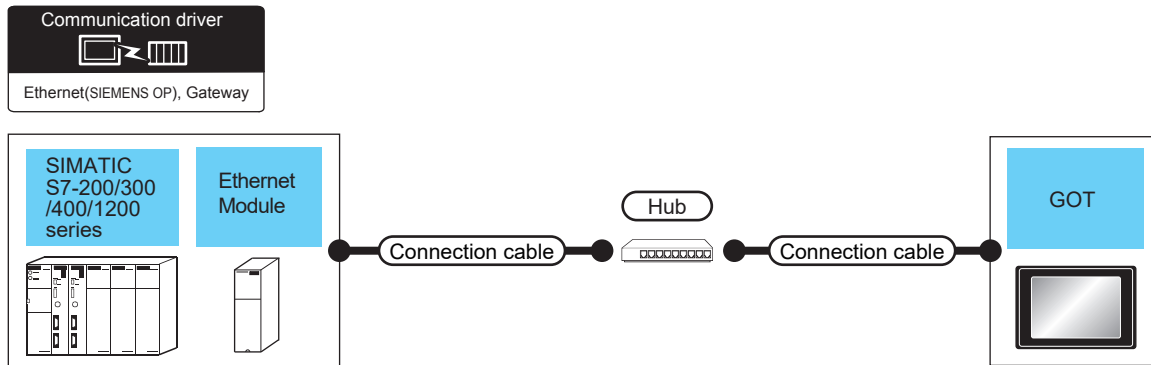 Communication driver
Ethernet(SIEMENS OP), Gateway
SIMATIC
S7-200/300
/400/1200
series
Ethernet
Module
Connection cable
Hub
Connection cable
GOT